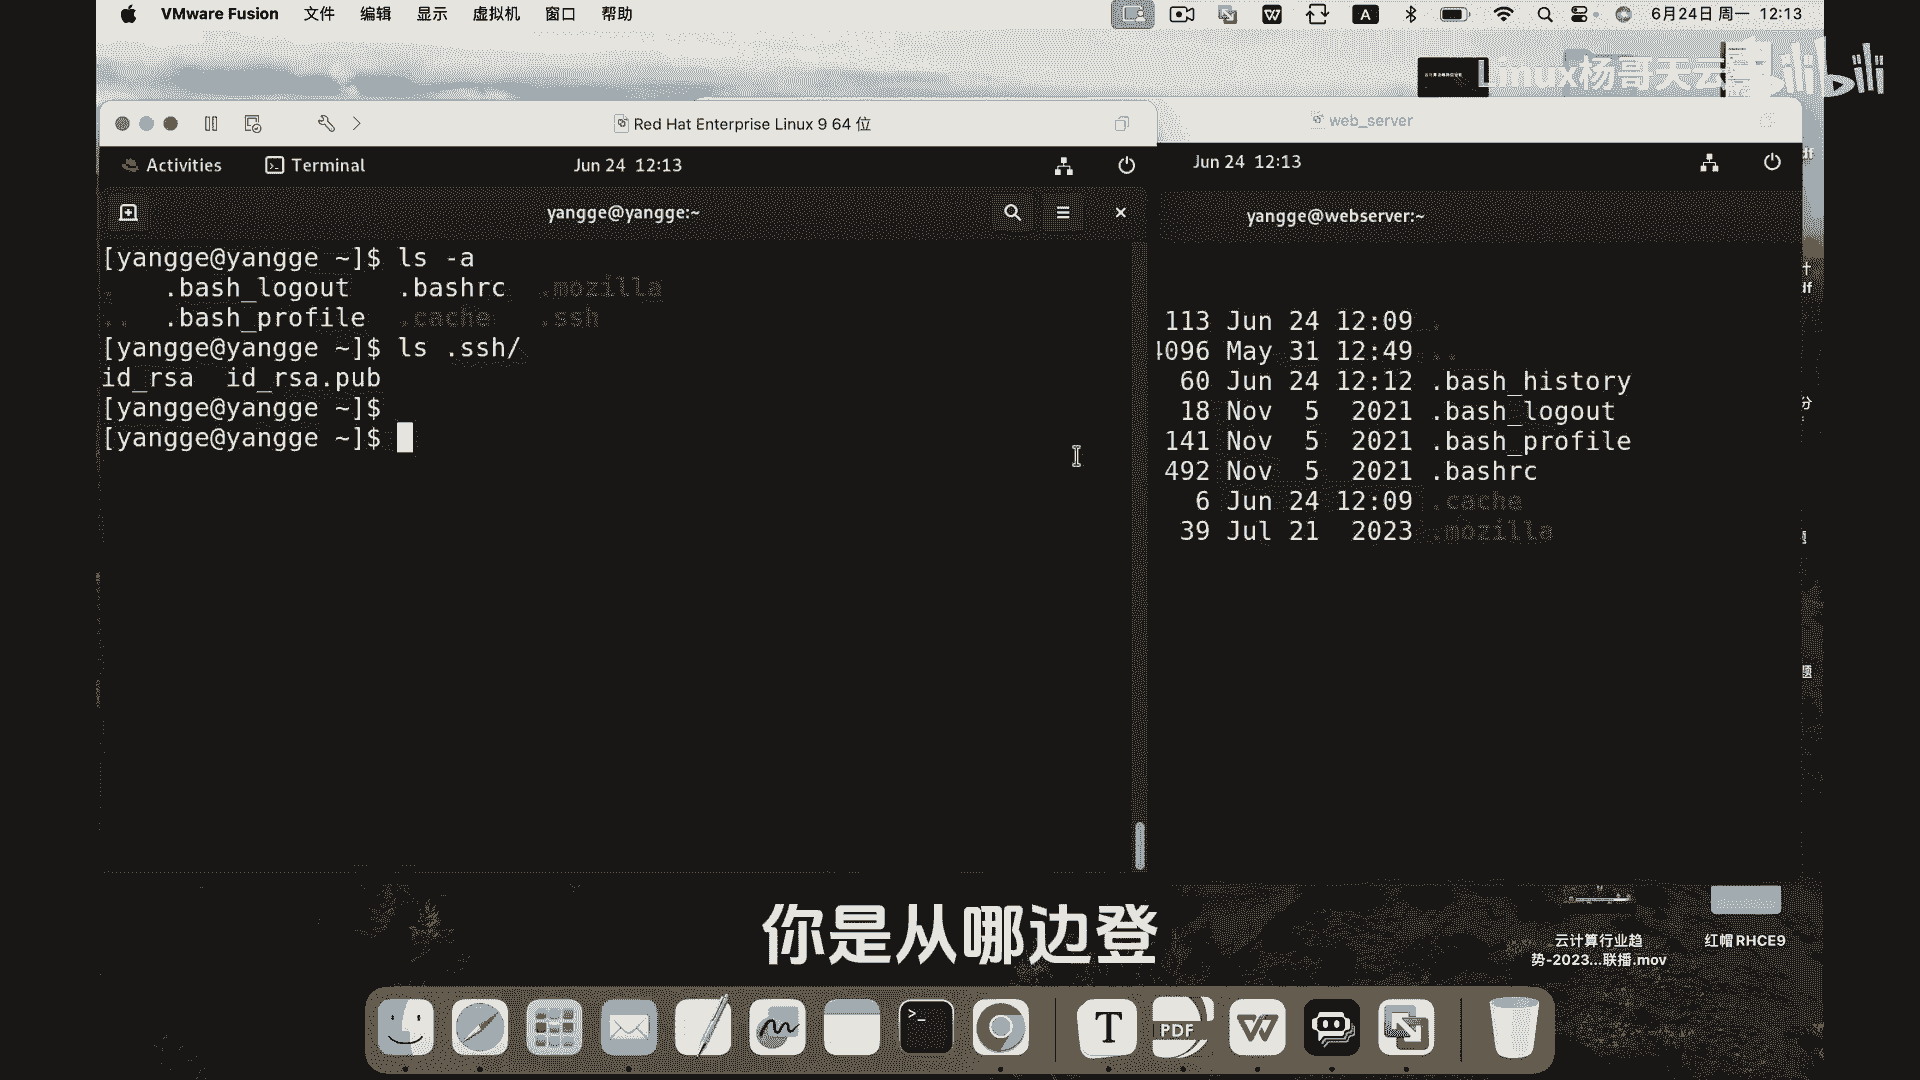 VMware Fusion 文件 编辑 显示 虚拟机 窗口 帮助 6月24日 周一 12:13
Linux杨哥天云 bilibili
Red Hat Enterprise Linux 9 64 位
web_server
Activities Terminal Jun 24 12:13
Jun 24 12:13
yangge@yangge:~
yangge@webserver:~
[yangge@yangge ~]$ ls -a
. .bash_logout .bashrc .mozilla
.. .bash_profile .cache .ssh
[yangge@yangge ~]$ ls .ssh/
id_rsa id_rsa.pub
[yangge@yangge ~]$
[yangge@yangge ~]$
113 Jun 24 12:09 .
4096 May 31 12:49 ..
60 Jun 24 12:12 .bash_history
18 Nov 5 2021 .bash_logout
141 Nov 5 2021 .bash_profile
492 Nov 5 2021 .bashrc
6 Jun 24 12:09 .cache
39 Jul 21 2023 .mozilla
你是从哪边登
云计算行业趋
势-2023...联播.mov
红帽RHCE9
PDF